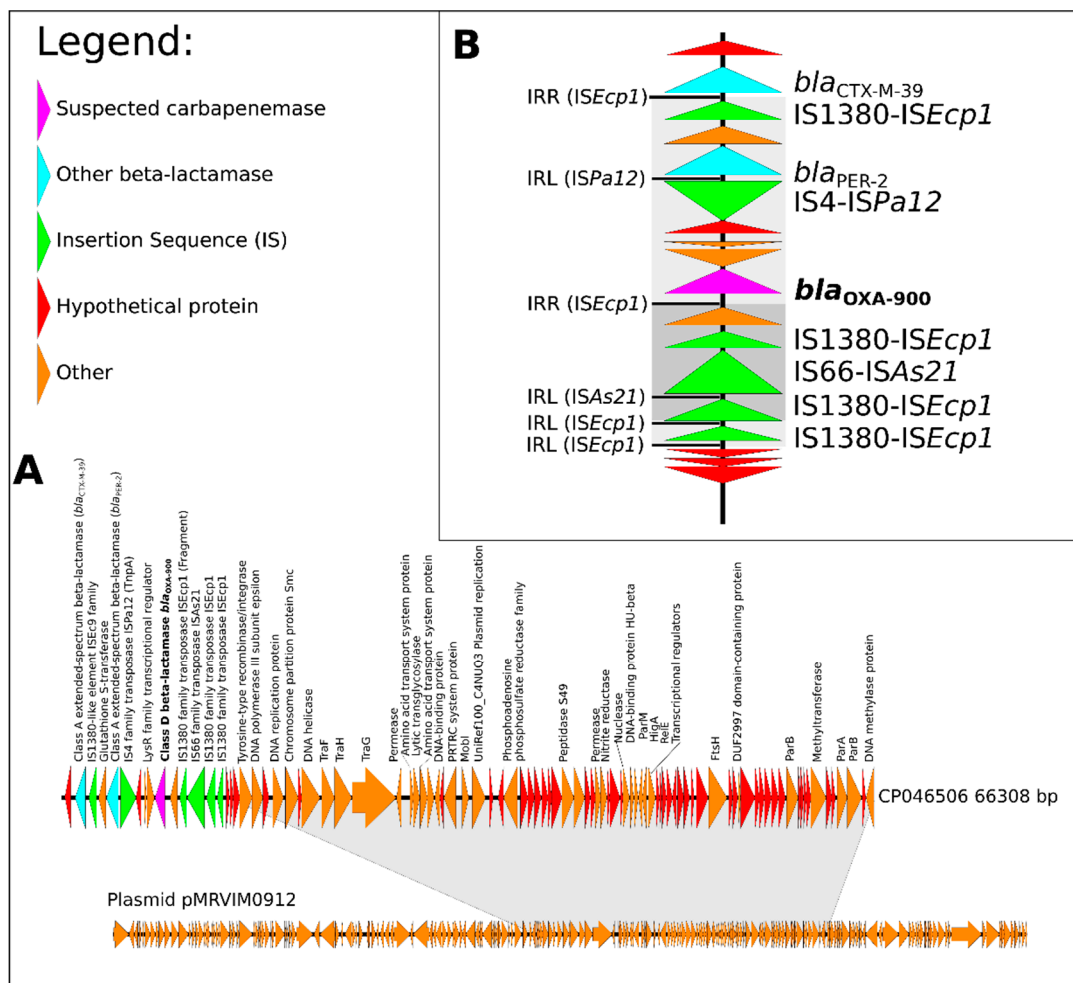 Legend:
Suspected carbapenemase
Other beta-lactamase
Insertion Sequence (IS)
Hypothetical protein
Other
B
IRR (ISEcp1)
IRL (ISPa12)
IRR (ISEcp1)
IRL (ISAs21)
IRL (ISEcp1)
IRL (ISEcp1)
blaCTX-M-39
IS1380-ISEcp1
blaPER-2
IS4-ISPa12
blaOXA-900
IS1380-ISEcp1
IS66-ISAs21
IS1380-ISEcp1
IS1380-ISEcp1
A
Class A extended-spectrum beta-lactamase (blaCTX-M-39)
IS1380-like element ISEc9 family
Glutathione S-transferase
Class A extended-spectrum beta-lactamase (blaPER-2)
IS4 family transposase ISPa12 (TnpA)
LysR family transcriptional regulator
Class D beta-lactamase blaOXA-900
IS1380 family transposase ISEcp1 (Fragment)
IS66 family transposase ISAs21
IS1380 family transposase ISEcp1
IS1380 family transposase ISEcp1
Tyrosine-type recombinase/integrase
DNA polymerase III subunit epsilon
DNA replication protein
Chromosome partition protein Smc
DNA helicase
TraF
TraH
TraG
Permease
Amino acid transport system protein
Lytic transglycosylase
Amino acid transport system protein
DNA-binding protein
PRTRC system protein
MobI
UniRef100_C4NUQ3 Plasmid replication
Phosphoadenosine
phosphosulfate reductase family
Peptidase S49
Permease
Nitrite reductase
Nuclease
DNA-binding protein HU-beta
ParM
HigA
RelE
Transcriptional regulators
FtsH
DUF2997 domain-containing protein
ParB
Methyltransferase
ParA
ParB
DNA methylase protein
CP046506 66308 bp
Plasmid pMRVIM0912